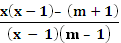 x(x − 1)− (m + 1)
(x − 1)(m − 1)